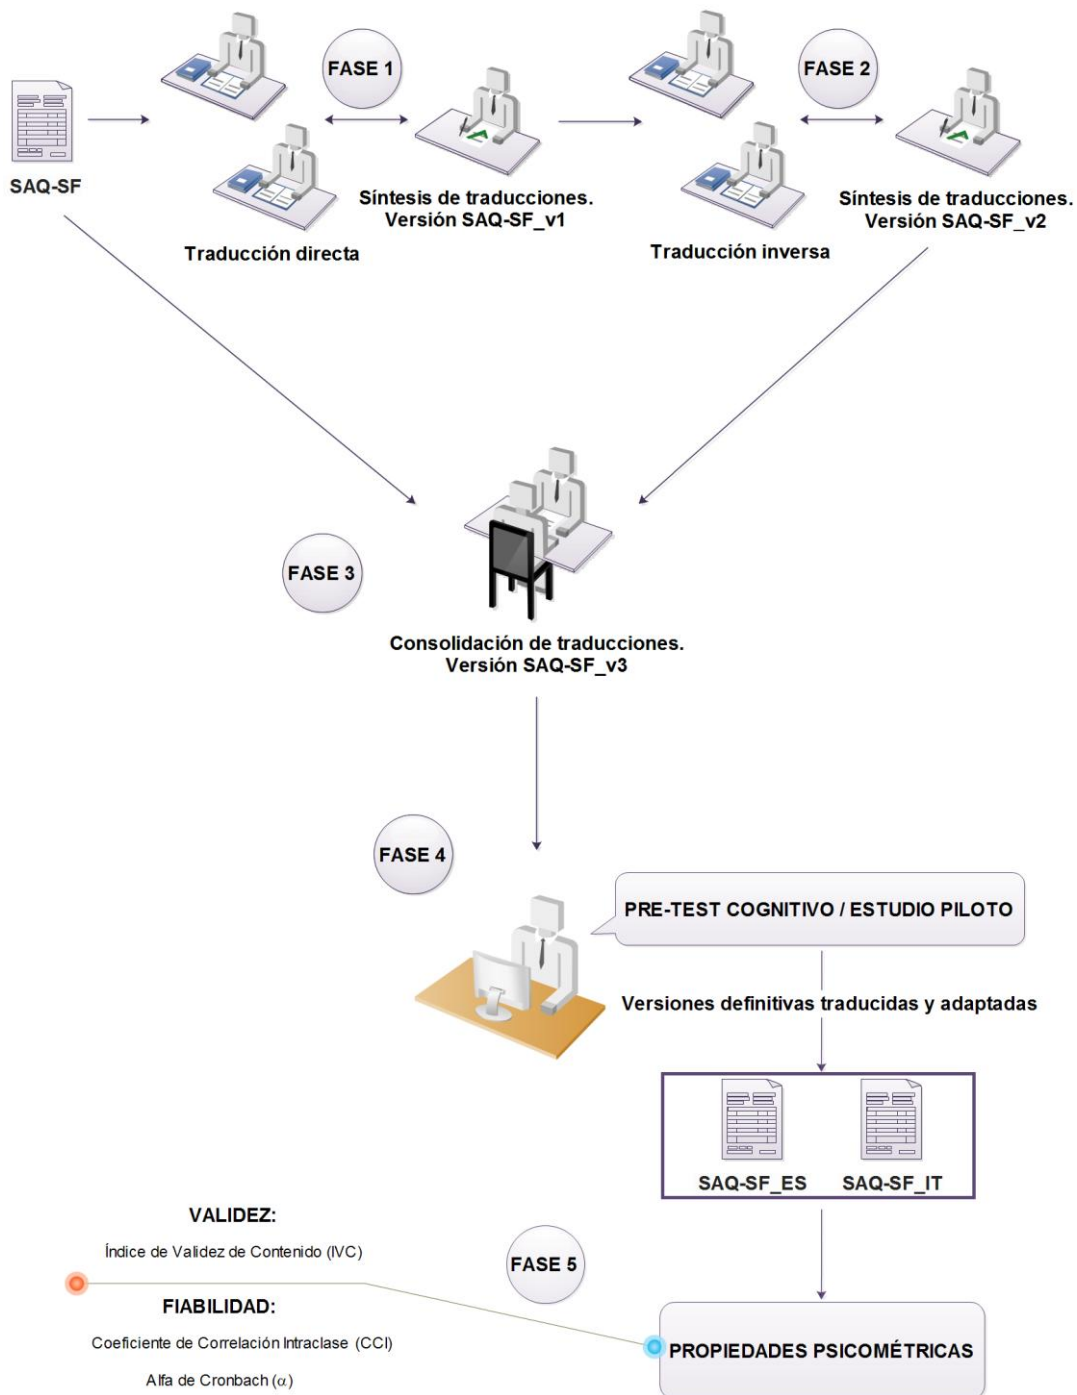 FASE 1
FASE 2
SAQ-SF
Síntesis de traducciones.
Versión SAQ-SF_v1
Síntesis de traducciones.
Versión SAQ-SF_v2
Traducción directa
Traducción inversa
FASE 3
Consolidación de traducciones.
Versión SAQ-SF_v3
FASE 4
PRE-TEST COGNITIVO / ESTUDIO PILOTO
Versiones definitivas traducidas y adaptadas
SAQ-SF_ES
SAQ-SF_IT
VALIDEZ:
Índice de Validez de Contenido (IVC)
FASE 5
FIABILIDAD:
Coeficiente de Correlación Intraclase (CCI)
Alfa de Cronbach (α)
PROPIEDADES PSICOMÉTRICAS